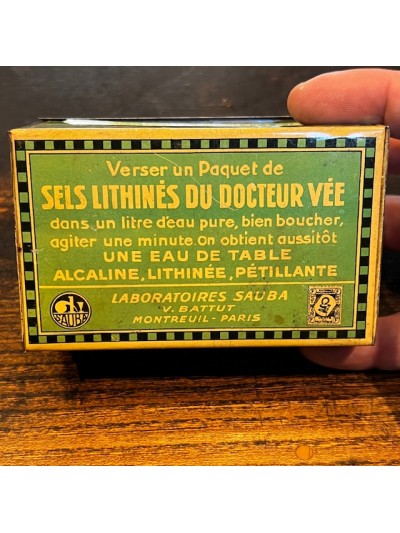 Verser un Paquet de
SELS LITHINÉS DU DOCTEUR VÉE
dans un litre d'eau pure, bien boucher,
agiter une minute. On obtient aussitôt
UNE EAU DE TABLE
ALCALINE, LITHINÉE, PÉTILLANTE
LABORATOIRES SAUBA
V. BATTUT
MONTREUIL - PARIS
SAUBA